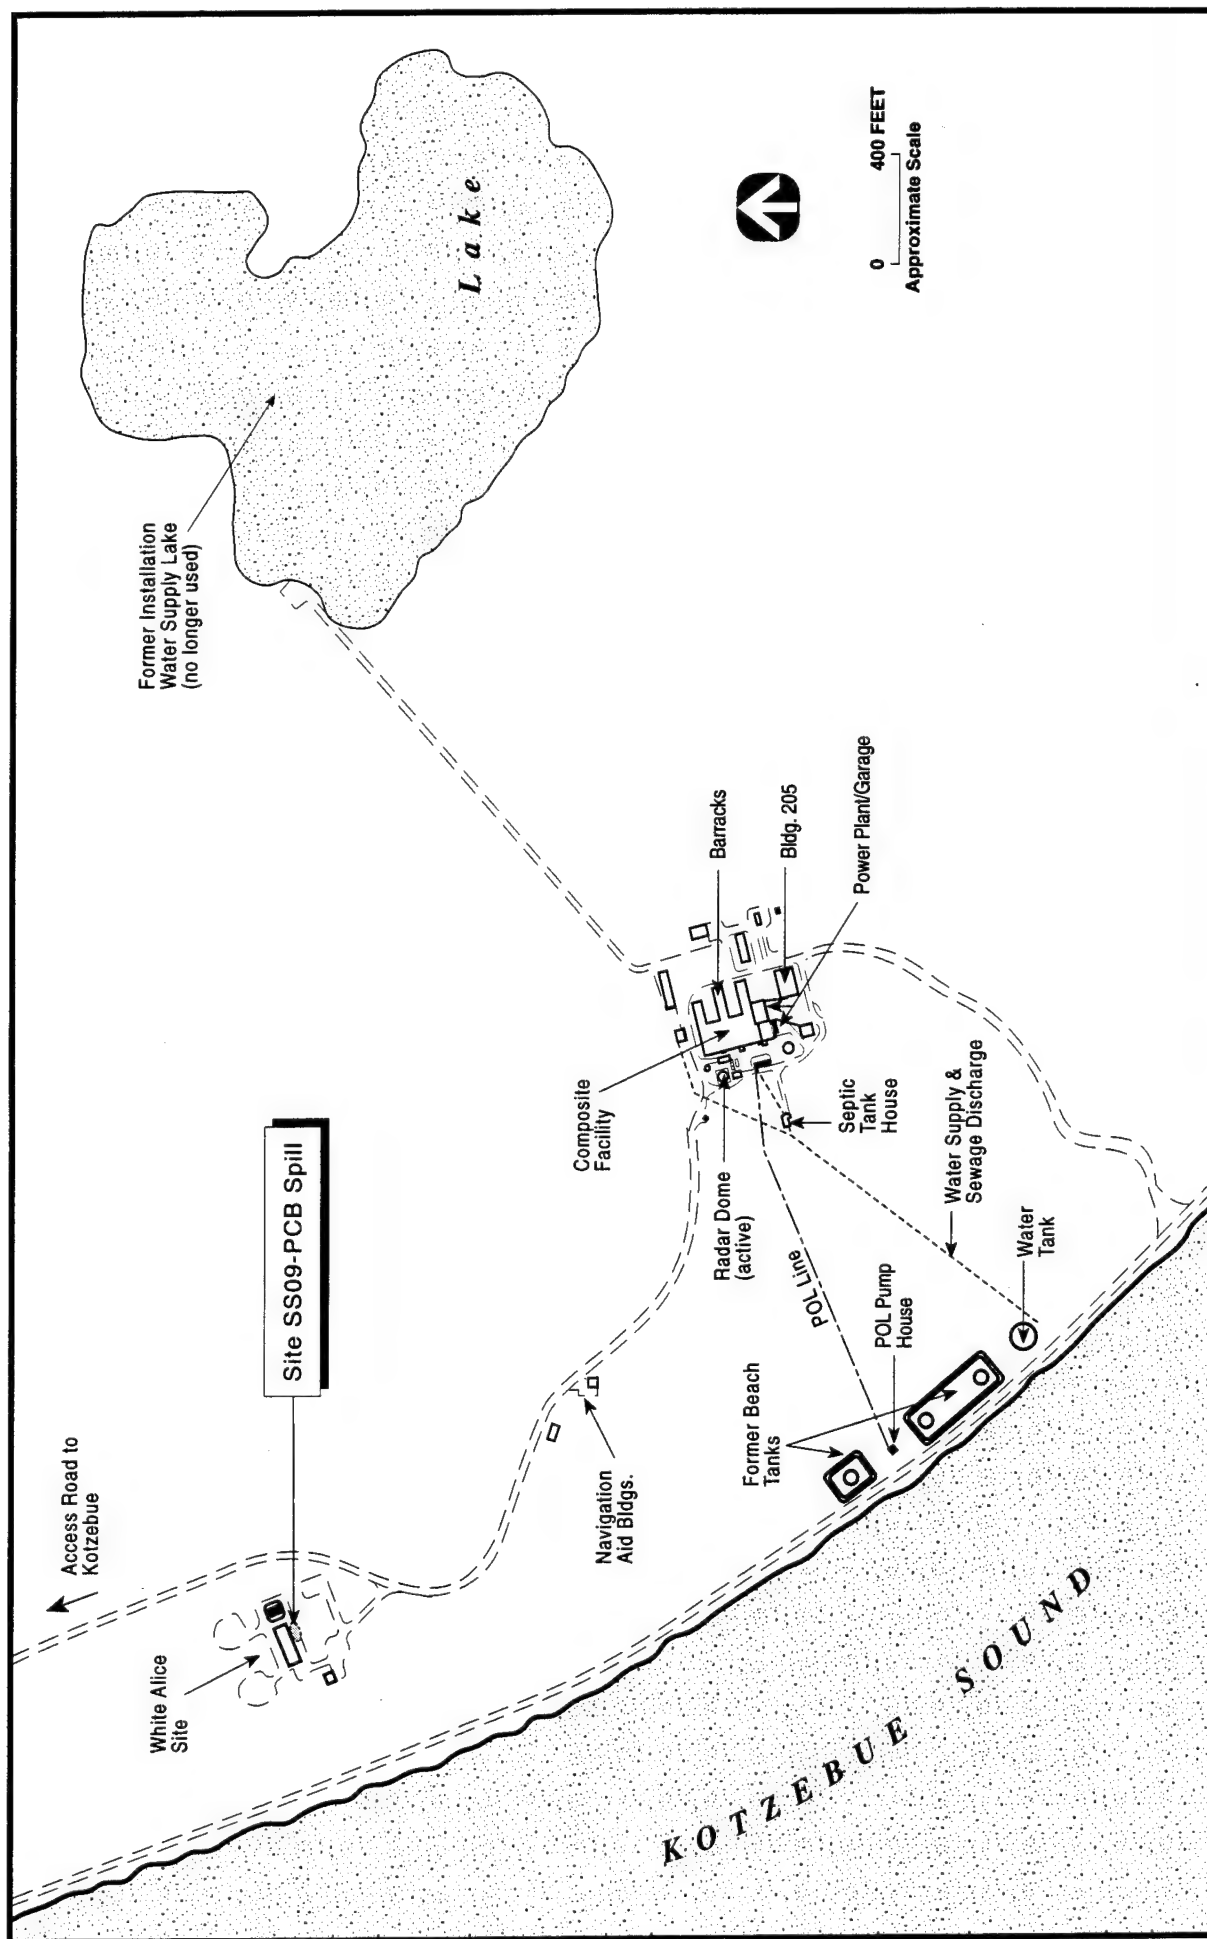 Access Road to
Kotzebue
White Alice
Site
Site SS09-PCB Spill
Former Installation
Water Supply Lake
(no longer used)
Lake
Navigation
Aid Bldgs.
Composite
Facility
Radar Dome
(active)
Barracks
Bldg. 205
Power Plant/Garage
Septic
Tank
House
POL Line
Former Beach
Tanks
POL Pump
House
Water Supply &
Sewage Discharge
Water
Tank
KOTZEBUE SOUND
0 400 FEET
Approximate Scale